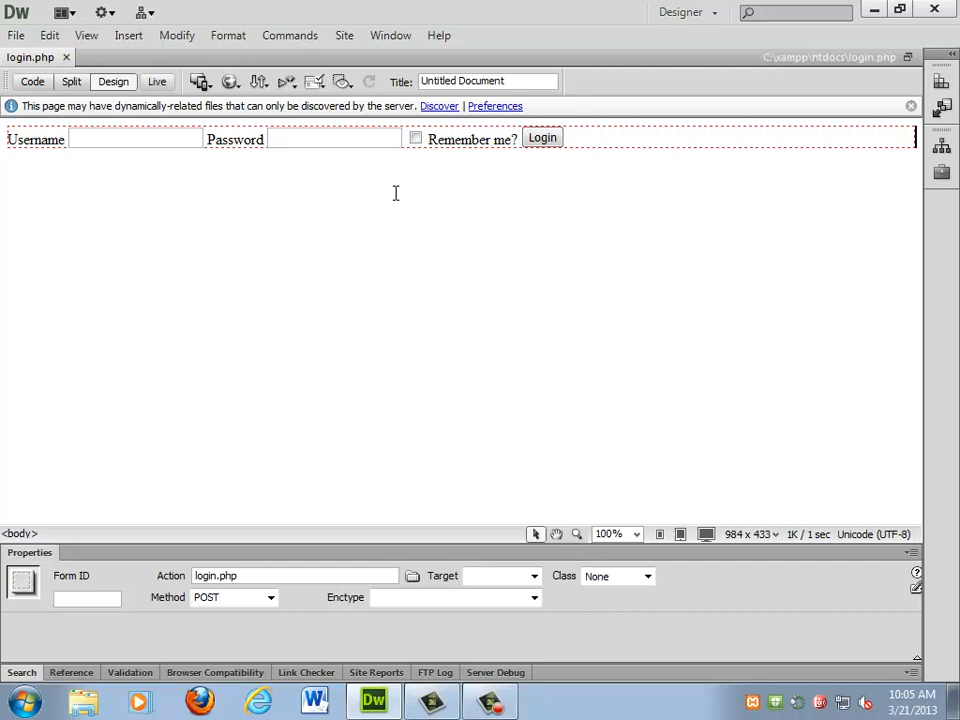 Dw Designer
File Edit View Insert Modify Format Commands Site Window Help
login.php C:\xampp\htdocs\login.php
Code Split Design Live Title: Untitled Document
This page may have dynamically-related files that can only be discovered by the server. Discover | Preferences
Username Password Remember me? Login
<body> 100% 984 x 433 1K / 1 sec Unicode (UTF-8)
Properties
Form ID Action login.php Target Class None
Method POST Enctype
Search Reference Validation Browser Compatibility Link Checker Site Reports FTP Log Server Debug
10:05 AM
3/21/2013